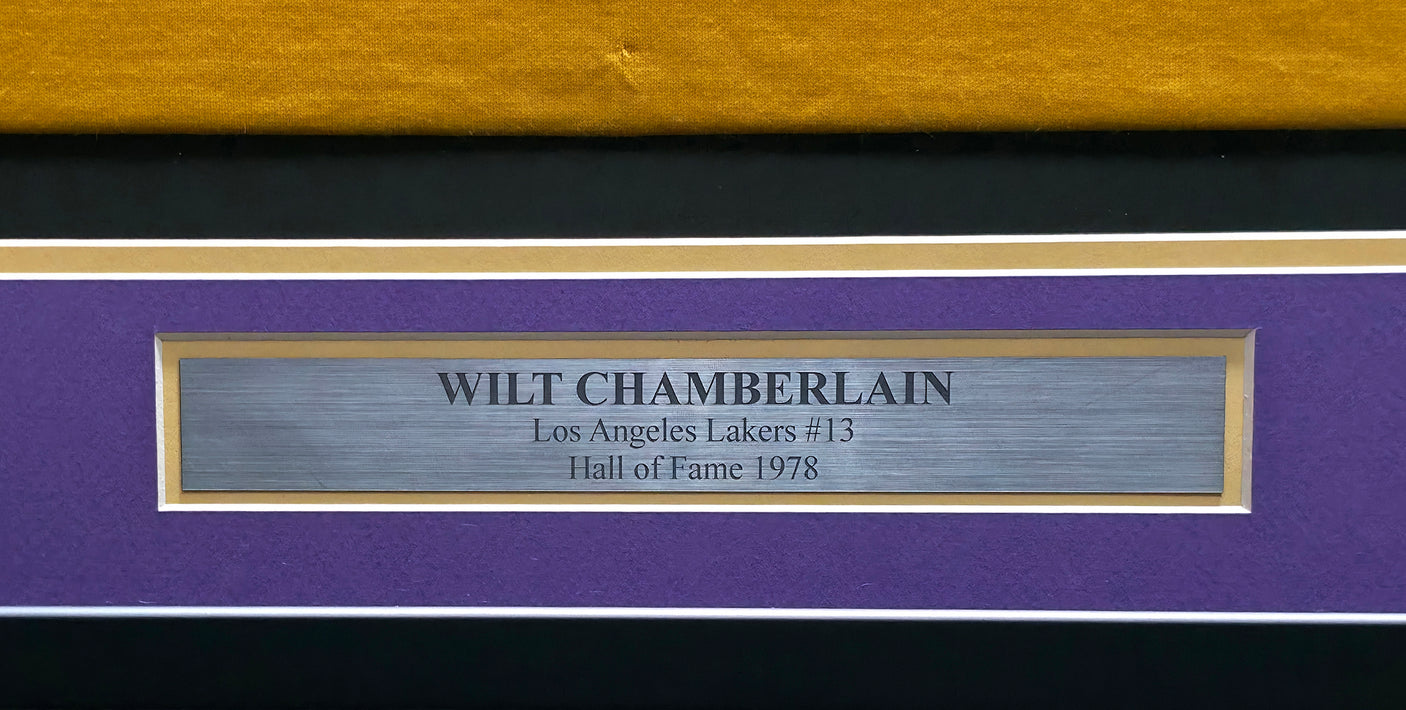 WILT CHAMBERLAIN
Los Angeles Lakers #13
Hall of Fame 1978